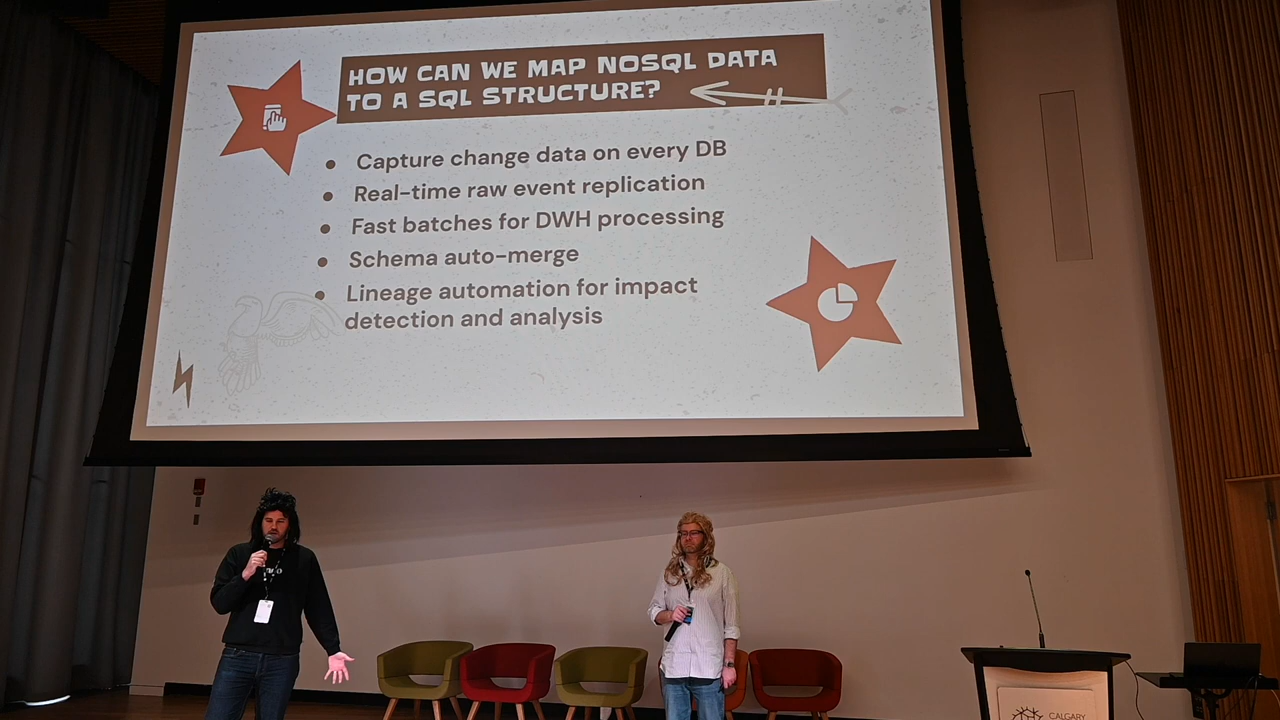 HOW CAN WE MAP NOSQL DATA
TO A SQL STRUCTURE?
Capture change data on every DB
Real-time raw event replication
Fast batches for DWH processing
Schema auto-merge
Lineage automation for impact
detection and analysis
CALGARY